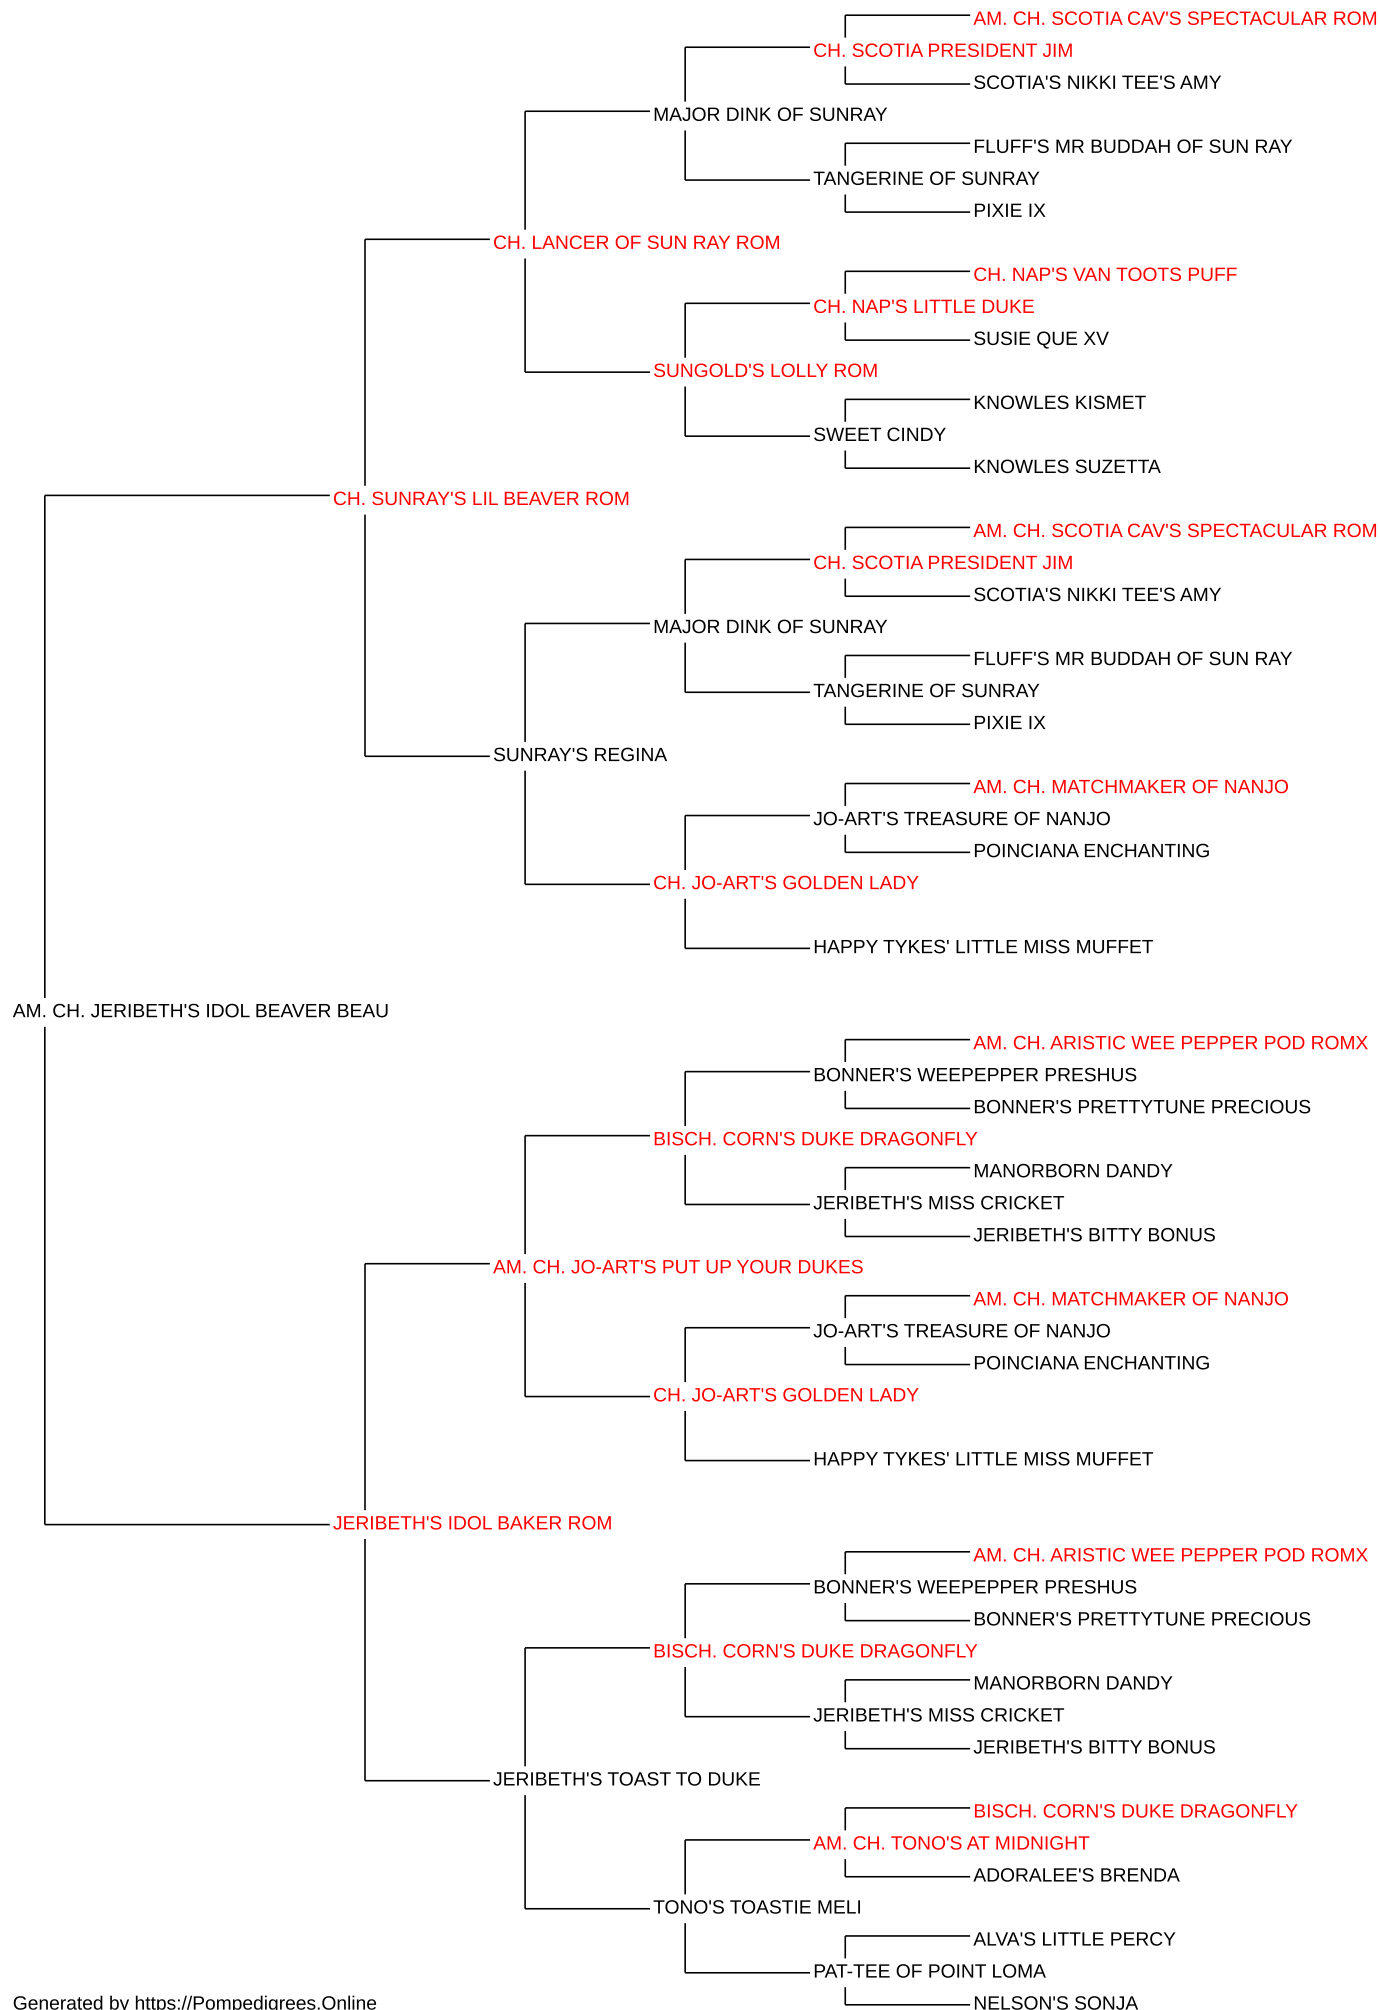 AM. CH. SCOTIA CAV'S SPECTACULAR ROM
CH. SCOTIA PRESIDENT JIM
SCOTIA'S NIKKI TEE'S AMY
MAJOR DINK OF SUNRAY
FLUFF'S MR BUDDAH OF SUN RAY
TANGERINE OF SUNRAY
PIXIE IX
CH. LANCER OF SUN RAY ROM
CH. NAP'S VAN TOOTS PUFF
CH. NAP'S LITTLE DUKE
SUSIE QUE XV
SUNGOLD'S LOLLY ROM
KNOWLES KISMET
SWEET CINDY
KNOWLES SUZETTA
CH. SUNRAY'S LIL BEAVER ROM
AM. CH. SCOTIA CAV'S SPECTACULAR ROM
CH. SCOTIA PRESIDENT JIM
SCOTIA'S NIKKI TEE'S AMY
MAJOR DINK OF SUNRAY
FLUFF'S MR BUDDAH OF SUN RAY
TANGERINE OF SUNRAY
PIXIE IX
SUNRAY'S REGINA
AM. CH. MATCHMAKER OF NANJO
JO-ART'S TREASURE OF NANJO
POINCIANA ENCHANTING
CH. JO-ART'S GOLDEN LADY
HAPPY TYKES' LITTLE MISS MUFFET
AM. CH. JERIBETH'S IDOL BEAVER BEAU
AM. CH. ARISTIC WEE PEPPER POD ROMX
BONNER'S WEEPEPPER PRESHUS
BONNER'S PRETTYTUNE PRECIOUS
BISCH. CORN'S DUKE DRAGONFLY
MANORBORN DANDY
JERIBETH'S MISS CRICKET
JERIBETH'S BITTY BONUS
AM. CH. JO-ART'S PUT UP YOUR DUKES
AM. CH. MATCHMAKER OF NANJO
JO-ART'S TREASURE OF NANJO
POINCIANA ENCHANTING
CH. JO-ART'S GOLDEN LADY
HAPPY TYKES' LITTLE MISS MUFFET
JERIBETH'S IDOL BAKER ROM
AM. CH. ARISTIC WEE PEPPER POD ROMX
BONNER'S WEEPEPPER PRESHUS
BONNER'S PRETTYTUNE PRECIOUS
BISCH. CORN'S DUKE DRAGONFLY
MANORBORN DANDY
JERIBETH'S MISS CRICKET
JERIBETH'S BITTY BONUS
JERIBETH'S TOAST TO DUKE
BISCH. CORN'S DUKE DRAGONFLY
AM. CH. TONO'S AT MIDNIGHT
ADORALEE'S BRENDA
TONO'S TOASTIE MELI
ALVA'S LITTLE PERCY
PAT-TEE OF POINT LOMA
NELSON'S SONJA
Generated by https://Pompedigrees.Online